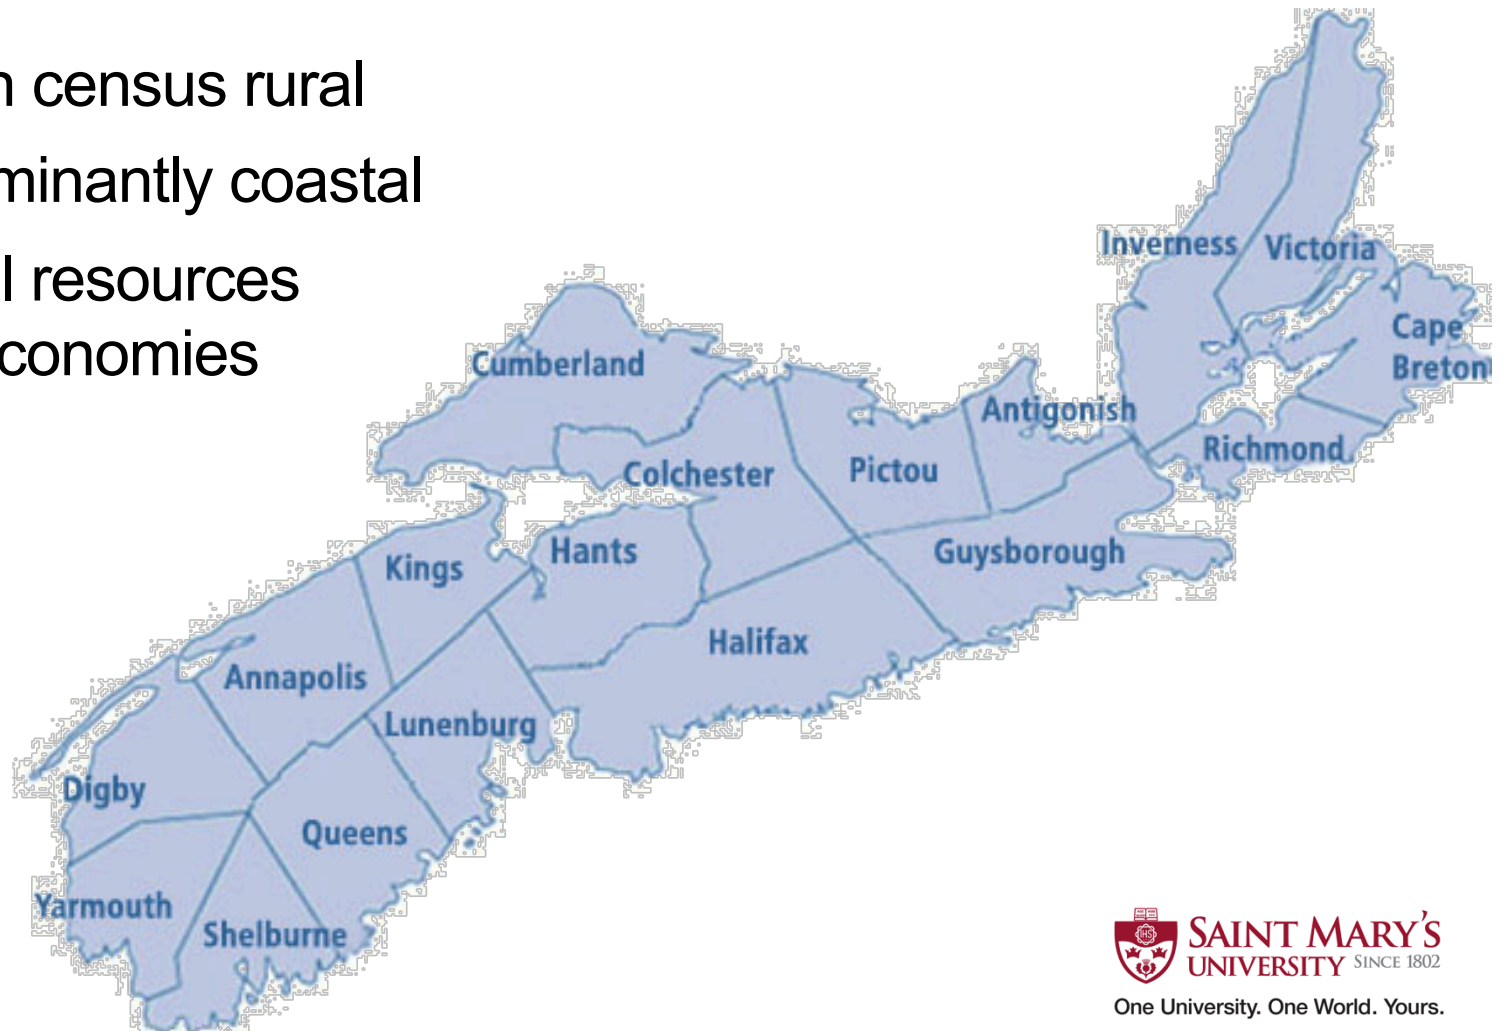 n census rural
minantly coastal
l resources
conomies
Inverness
Victoria
Cape
Breton
Cumberland
Antigonish
Richmond
Colchester
Pictou
Kings
Hants
Guysborough
Halifax
Annapolis
Lunenburg
Digby
Queens
Yarmouth
Shelburne
IHS
SAINT MARY'S
UNIVERSITY SINCE 1802
One University. One World. Yours.